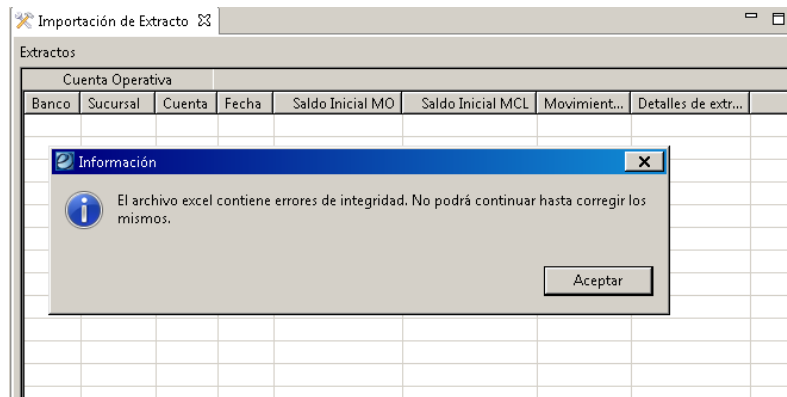 Importación de Extracto
Extractos
Cuenta Operativa
Banco Sucursal Cuenta Fecha Saldo Inicial MO Saldo Inicial MCL Movimient... Detalles de extr...
Información
El archivo excel contiene errores de integridad. No podrá continuar hasta corregir los
mismos.
Aceptar